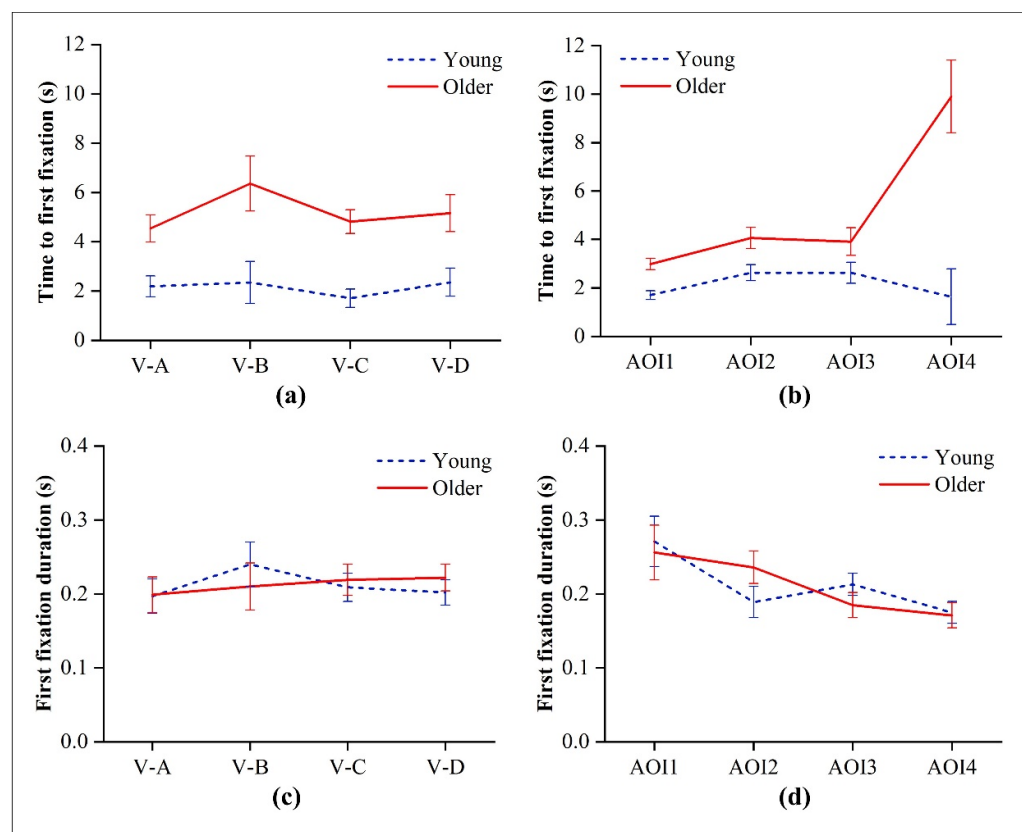 Time to first fixation (s)
12
10
8
6
4
2
0
Young
Older
V-A V-B V-C V-D
(a)
Time to first fixation (s)
12
10
8
6
4
2
0
Young
Older
AOI1 AOI2 AOI3 AOI4
(b)
First fixation duration (s)
0.4
0.3
0.2
0.1
0.0
Young
Older
V-A V-B V-C V-D
(c)
First fixation duration (s)
0.4
0.3
0.2
0.1
0.0
Young
Older
AOI1 AOI2 AOI3 AOI4
(d)